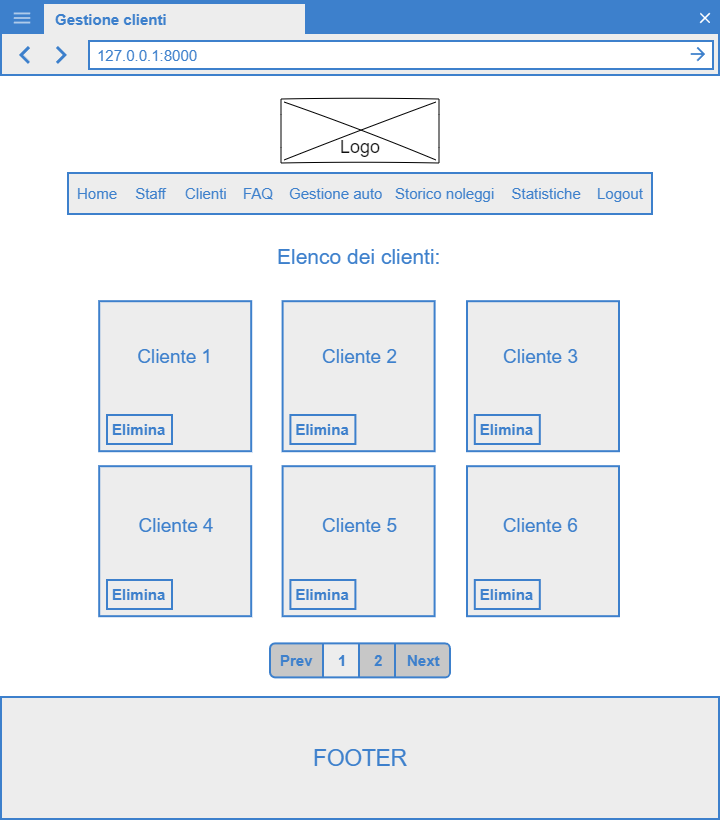 Gestione clienti
127.0.0.1:8000
Logo
Home Staff Clienti FAQ Gestione auto Storico noleggi Statistiche Logout
Elenco dei clienti:
Cliente 1 Cliente 2 Cliente 3
Elimina Elimina Elimina
Cliente 4 Cliente 5 Cliente 6
Elimina Elimina Elimina
Prev 1 2 Next
FOOTER